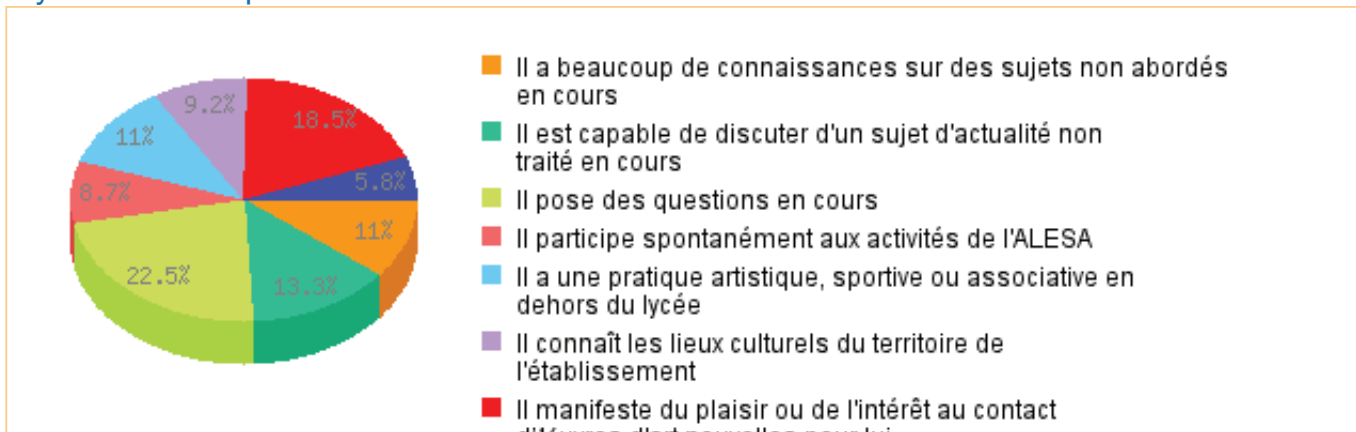 9.2%
18.5%
11%
5.8%
8.7%
11%
22.5%
13.3%
Il a beaucoup de connaissances sur des sujets non abordés
en cours
Il est capable de discuter d'un sujet d'actualité non
traité en cours
Il pose des questions en cours
Il participe spontanément aux activités de l'ALESA
Il a une pratique artistique, sportive ou associative en
dehors du lycée
Il connaît les lieux culturels du territoire de
l'établissement
Il manifeste du plaisir ou de l'intérêt au contact